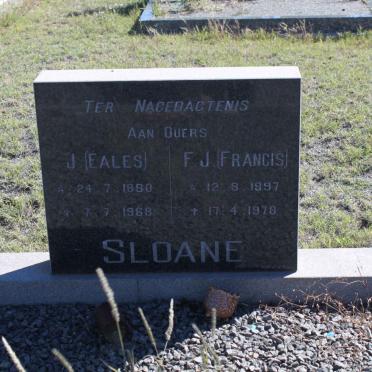 TER NAGEDAGTENIS
AAN OUERS
J. (EALES) F.J. (FRANCIS)
* 24·7·1890 * 12·8·1897
† 7·7·1968 † 17·4·1978
SLOANE